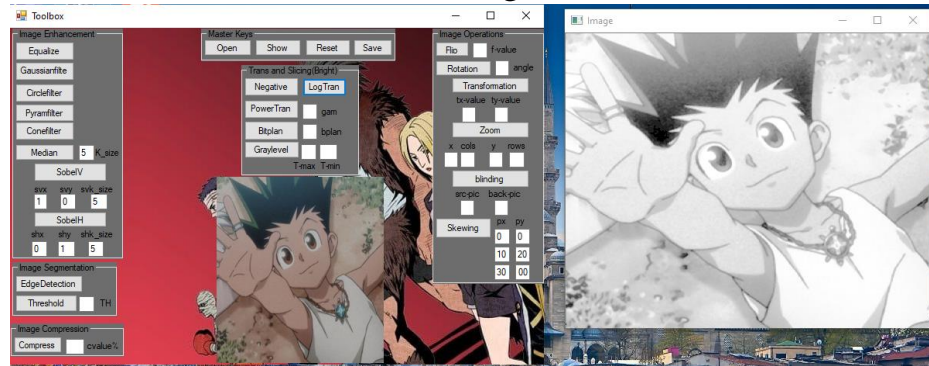 Toolbox
Image Enhancement
Equalize
Gaussianfilte
Circlefilter
Pyramfilter
Conefilter
Median 5 K_size
SobelV
svx svy svk_size
1 0 5
SobelH
shx shy shk_size
0 1 5
Image Segmentation
EdgeDetection
Threshold TH
Image Compression
Compress cvalue%
Master Keys
Open Show Reset Save
Trans and Slicing(Bright)
Negative LogTran
PowerTran gam
Bitplan bplan
Graylevel
T-max T-min
Image Operations
Flip f-value
Rotation angle
Transfomation
tx-value ty-value
Zoom
x cols y rows
blinding
src-pic back-pic
Skewing px py
0 0
10 20
30 00
Image